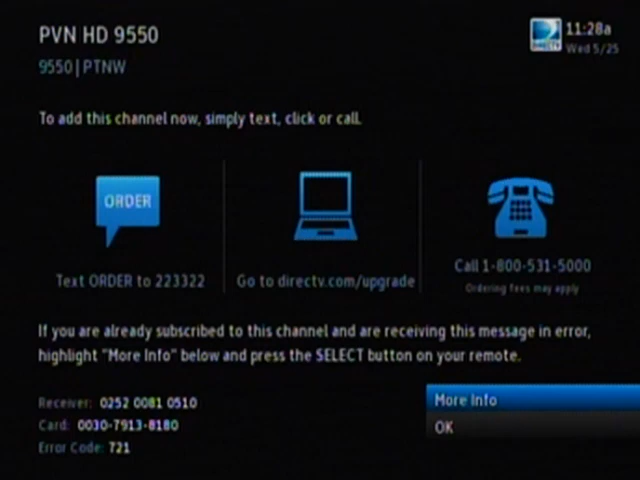 PVN HD 9550
11:28a
DIRECTV
Wed 5/25
9550 | PTNW
To add this channel now, simply text, click or call.
ORDER
Text ORDER to 223322
Go to directv.com/upgrade
Call 1-800-531-5000
Ordering fees may apply
If you are already subscribed to this channel and are receiving this message in error,
highlight "More Info" below and press the SELECT button on your remote.
Receiver: 0252 0081 0510
Card: 0030-7913-8180
Error Code: 721
More Info
OK